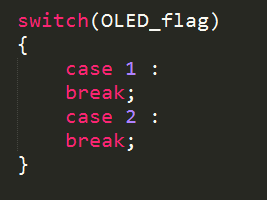 switch(OLED_flag)
{
    case 1 :
    break;
    case 2 :
    break;
}